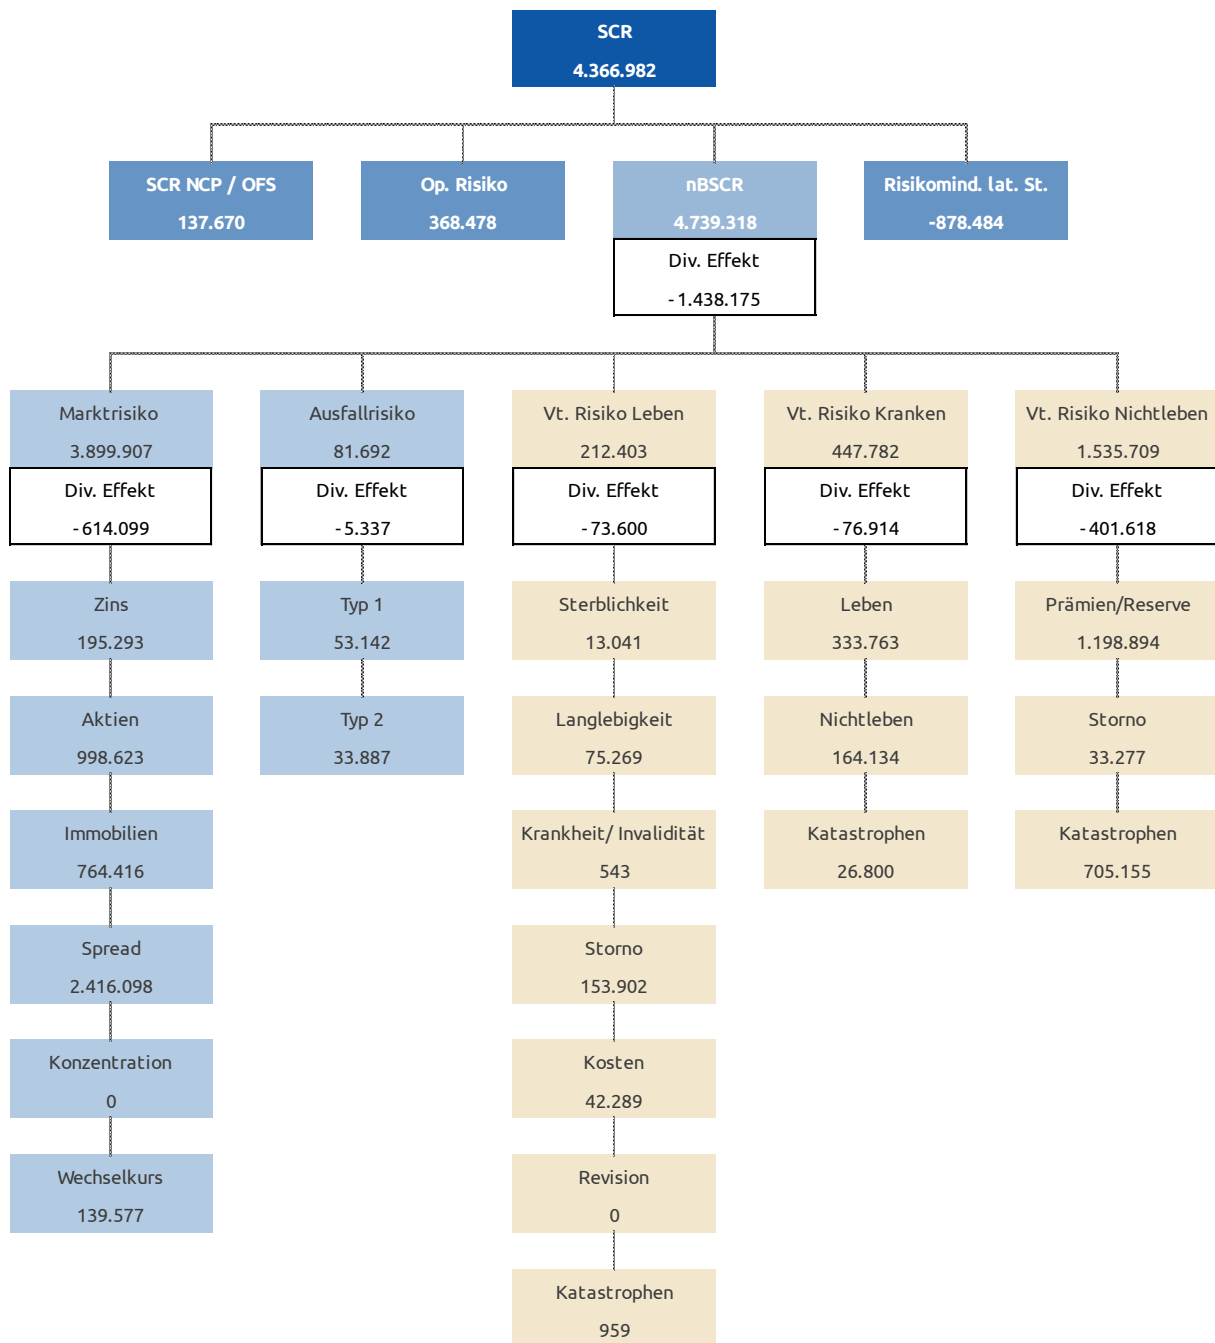 SCR
4.366.982
SCR NCP / OFS
137.670
Op. Risiko
368.478
nBSCR
4.739.318
Risikomind. lat. St.
-878.484
Div. Effekt
-1.438.175
Marktrisiko
3.899.907
Div. Effekt
-614.099
Zins
195.293
Aktien
998.623
Immobilien
764.416
Spread
2.416.098
Konzentration
0
Wechselkurs
139.577
Ausfallrisiko
81.692
Div. Effekt
-5.337
Typ 1
53.142
Typ 2
33.887
Vt. Risiko Leben
212.403
Div. Effekt
-73.600
Sterblichkeit
13.041
Langlebigkeit
75.269
Krankheit/ Invalidität
543
Storno
153.902
Kosten
42.289
Revision
0
Katastrophen
959
Vt. Risiko Kranken
447.782
Div. Effekt
-76.914
Leben
333.763
Nichtleben
164.134
Katastrophen
26.800
Vt. Risiko Nichtleben
1.535.709
Div. Effekt
-401.618
Prämien/Reserve
1.198.894
Storno
33.277
Katastrophen
705.155